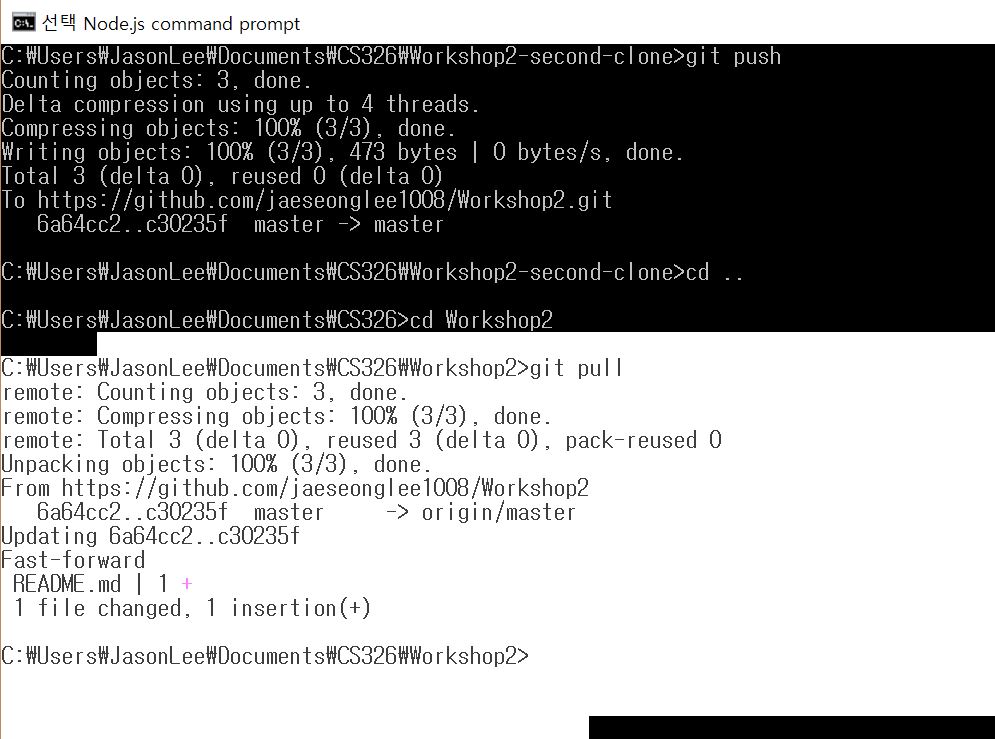 선택 Node.js command prompt
C:₩Users₩JasonLee₩Documents₩CS326₩Workshop2-second-clone>git push
Counting objects: 3, done.
Delta compression using up to 4 threads.
Compressing objects: 100% (3/3), done.
Writing objects: 100% (3/3), 473 bytes | 0 bytes/s, done.
Total 3 (delta 0), reused 0 (delta 0)
To https://github.com/jaeseonglee1008/Workshop2.git
   6a64cc2..c30235f  master -> master
C:₩Users₩JasonLee₩Documents₩CS326₩Workshop2-second-clone>cd ..
C:₩Users₩JasonLee₩Documents₩CS326>cd Workshop2
C:₩Users₩JasonLee₩Documents₩CS326₩Workshop2>git pull
remote: Counting objects: 3, done.
remote: Compressing objects: 100% (3/3), done.
remote: Total 3 (delta 0), reused 3 (delta 0), pack-reused 0
Unpacking objects: 100% (3/3), done.
From https://github.com/jaeseonglee1008/Workshop2
   6a64cc2..c30235f  master     -> origin/master
Updating 6a64cc2..c30235f
Fast-forward
 README.md | 1 +
 1 file changed, 1 insertion(+)
C:₩Users₩JasonLee₩Documents₩CS326₩Workshop2>